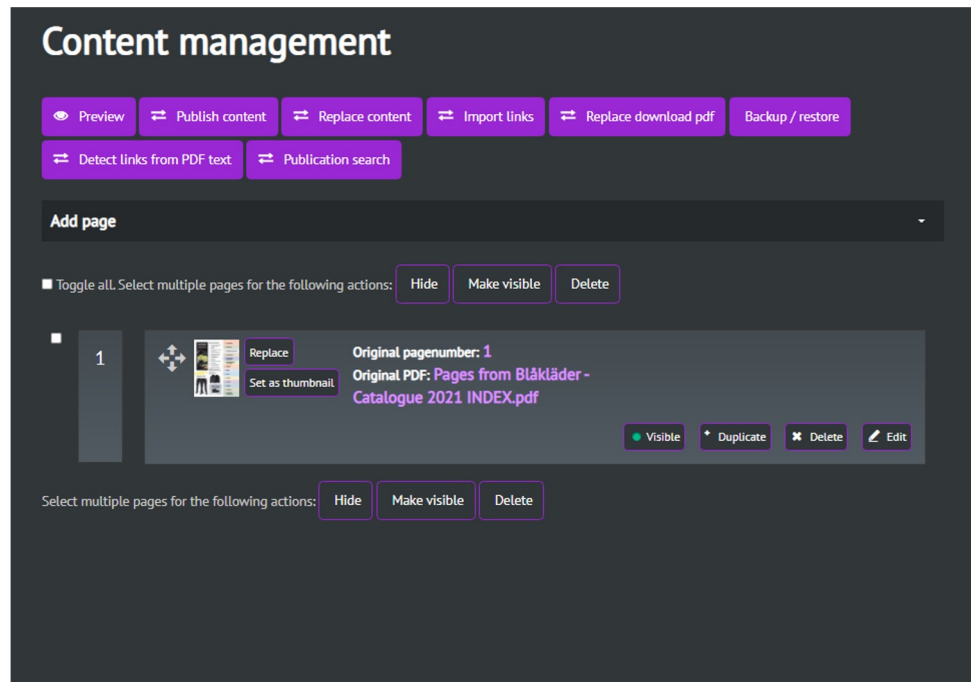 Content management
Preview
Publish content
Replace content
Import links
Replace download pdf
Backup / restore
Detect links from PDF text
Publication search
Add page
Toggle all. Select multiple pages for the following actions: Hide Make visible Delete
1
Replace
Set as thumbnail
Original pagenumber: 1
Original PDF: Pages from Blåkläder -
Catalogue 2021 INDEX.pdf
Visible
Duplicate
Delete
Edit
Select multiple pages for the following actions: Hide Make visible Delete